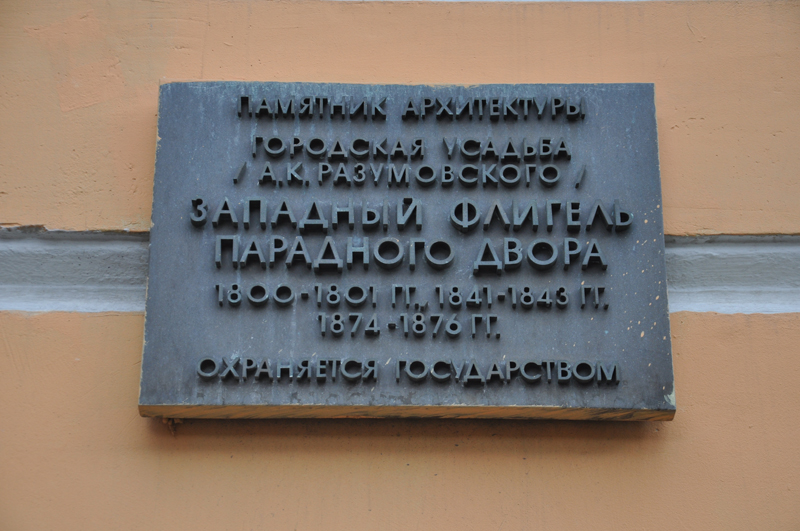 ПАМЯТНИК АРХИТЕКТУРЫ
ГОРОДСКАЯ УСАДЬБА
/ А.К. РАЗУМОВСКОГО /
ЗАПАДНЫЙ ФЛИГЕЛЬ
ПАРАДНОГО ДВОРА
1800-1801 ГГ., 1841-1843 ГГ.
1874-1876 ГГ.
ОХРАНЯЕТСЯ ГОСУДАРСТВОМ